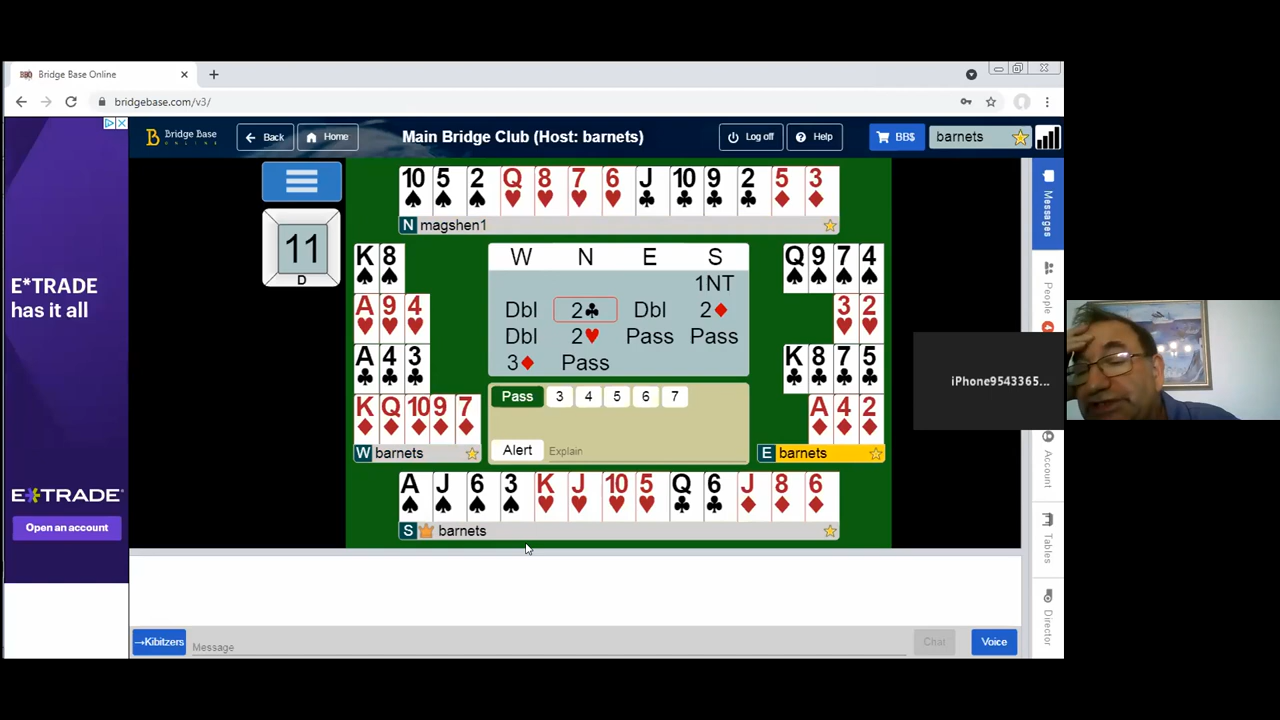 Bridge Base Online
bridgebase.com/v3/
Bridge Base
ONLINE
Back
Home
Main Bridge Club (Host: barnets)
Log off
Help
BB$
barnets
11
D
10 5 2 Q 8 7 6 J 10 9 2 5 3
N magshen1
W N E S
1NT
Dbl 2♣ Dbl 2♦
Dbl 2♥ Pass Pass
3♦ Pass
Pass 3 4 5 6 7
Alert Explain
K 8
A 9 4
A 4 3
K Q 10 9 7
W barnets
Q 9 7 4
3 2
K 8 7 5
A 4 2
E barnets
A J 6 3 K J 10 5 Q 6 J 8 6
S barnets
E*TRADE
has it all
E*TRADE
Open an account
Messages
People
Account
Tables
Director
iPhone9543365...
→Kibitzers
Message
Chat
Voice